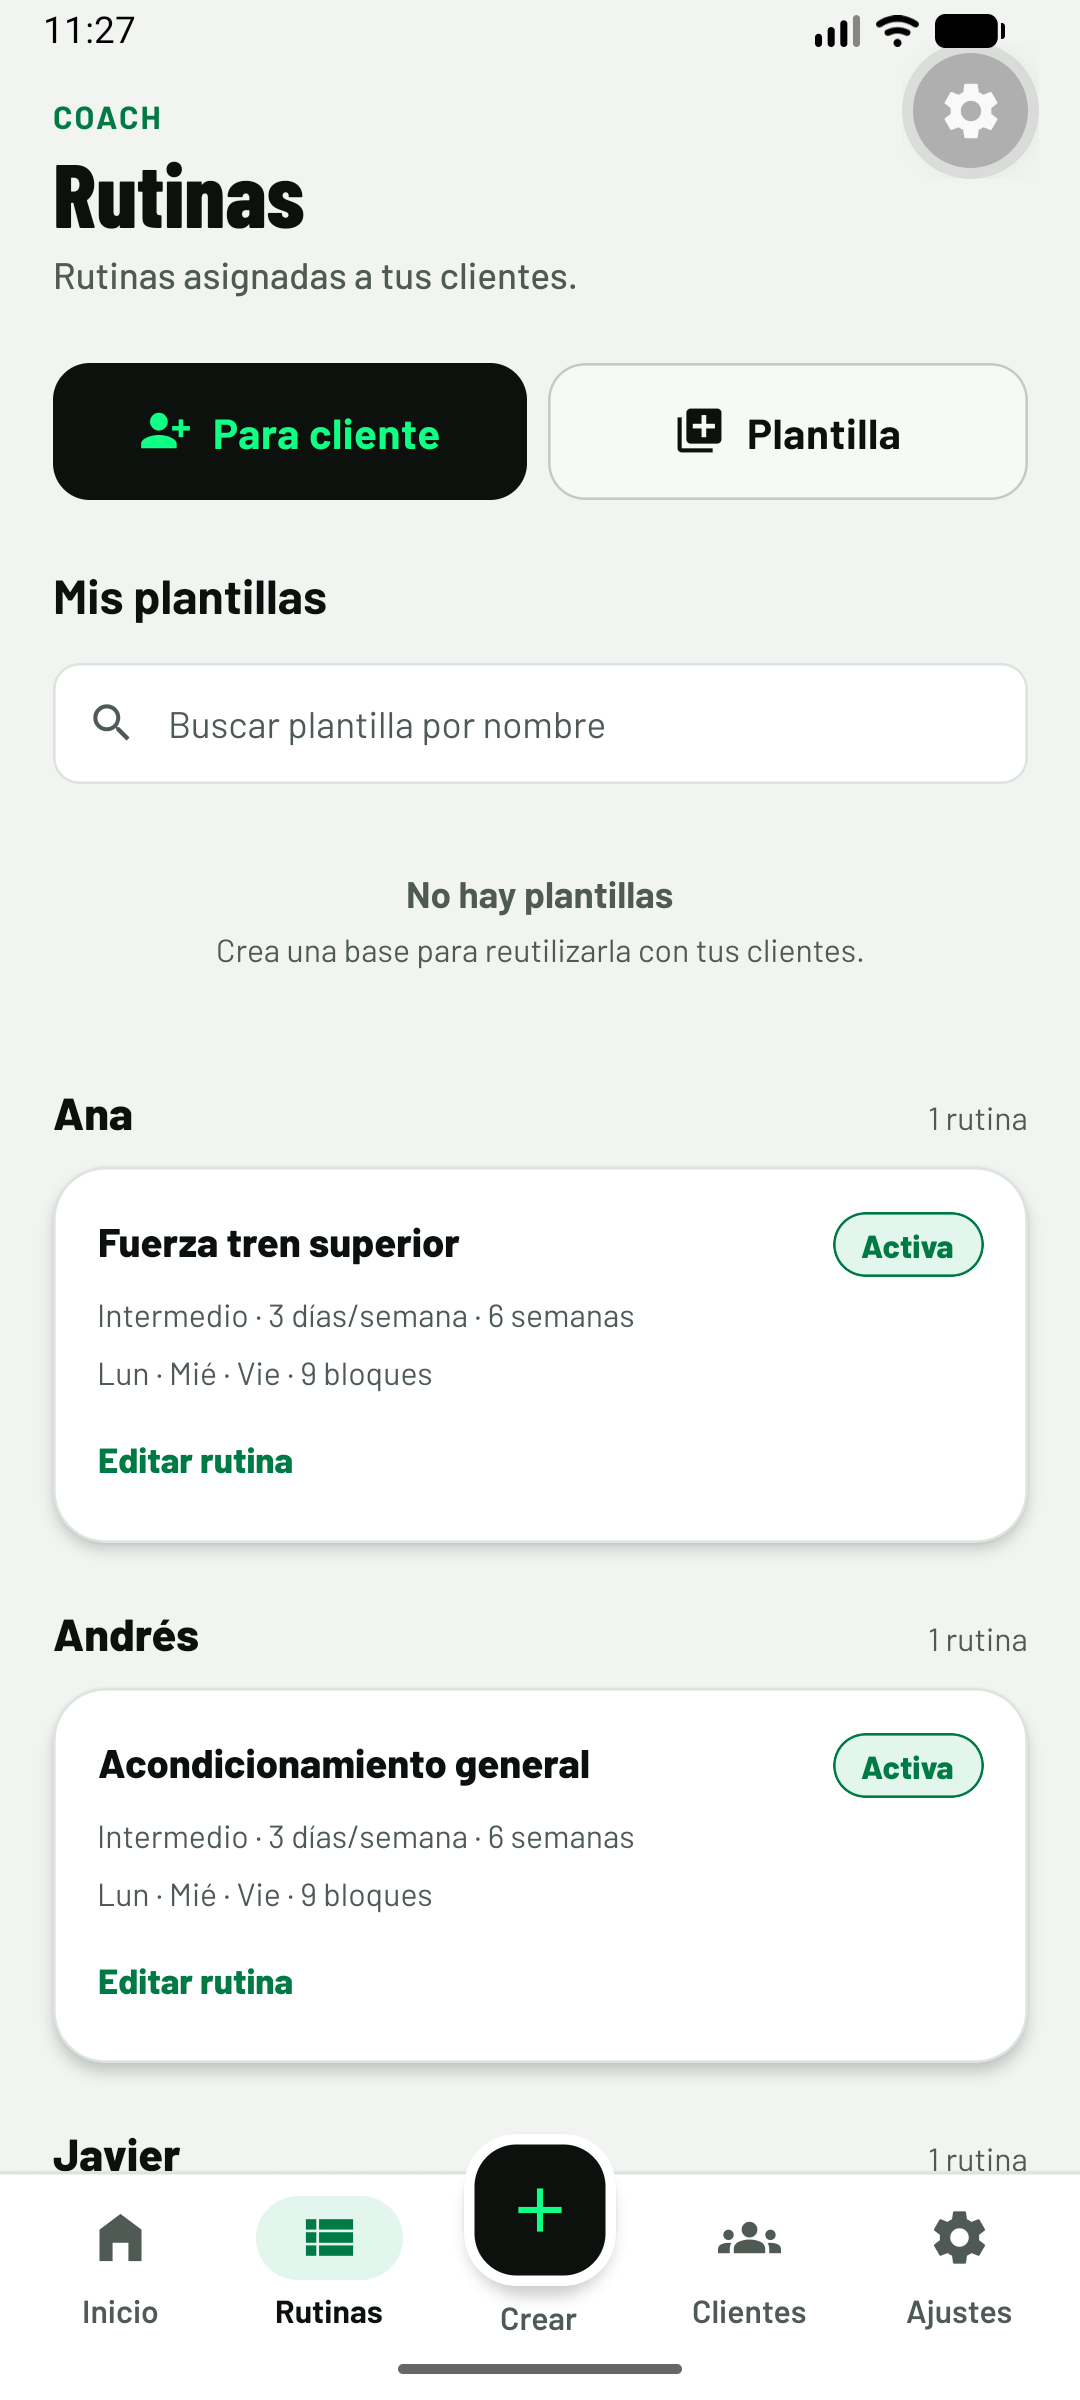 11:27
COACH
Rutinas
Rutinas asignadas a tus clientes.
Para cliente
Plantilla
Mis plantillas
Buscar plantilla por nombre
No hay plantillas
Crea una base para reutilizarla con tus clientes.
Ana
1 rutina
Fuerza tren superior
Activa
Intermedio · 3 días/semana · 6 semanas
Lun · Mié · Vie · 9 bloques
Editar rutina
Andrés
1 rutina
Acondicionamiento general
Activa
Intermedio · 3 días/semana · 6 semanas
Lun · Mié · Vie · 9 bloques
Editar rutina
Javier
1 rutina
Inicio
Rutinas
Crear
Clientes
Ajustes